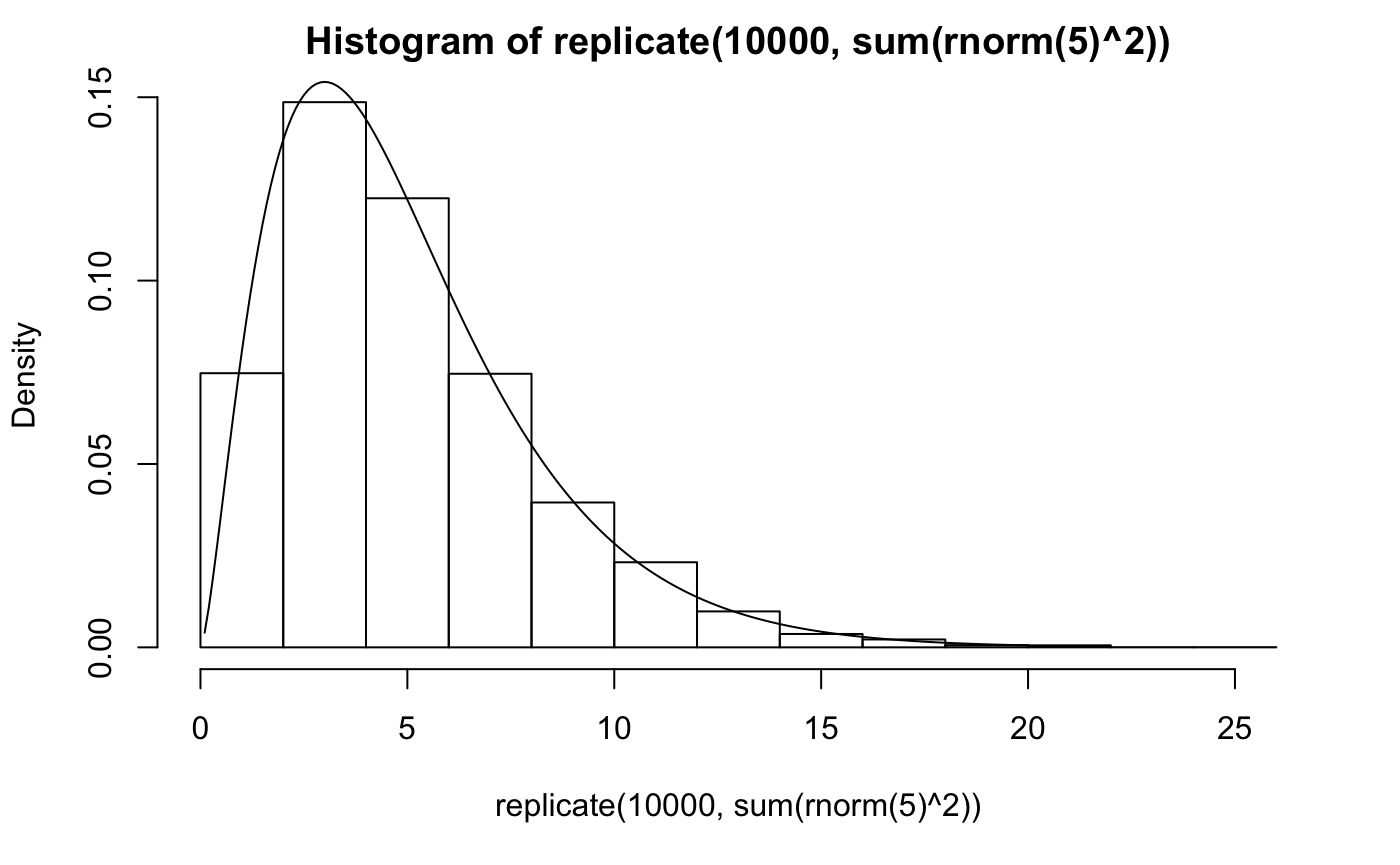 Histogram of replicate(10000, sum(rnorm(5)^2))
Density
0.15
0.10
0.05
0.00
0 5 10 15 20 25
replicate(10000, sum(rnorm(5)^2))